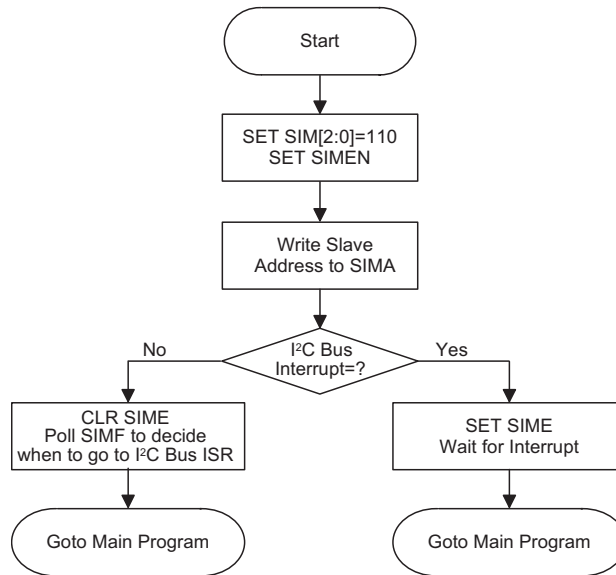 Start
SET SIM[2:0]=110
SET SIMEN
Write Slave
Address to SIMA
I²C Bus
Interrupt=?
No
Yes
CLR SIME
Poll SIMF to decide
when to go to I²C Bus ISR
SET SIME
Wait for Interrupt
Goto Main Program
Goto Main Program